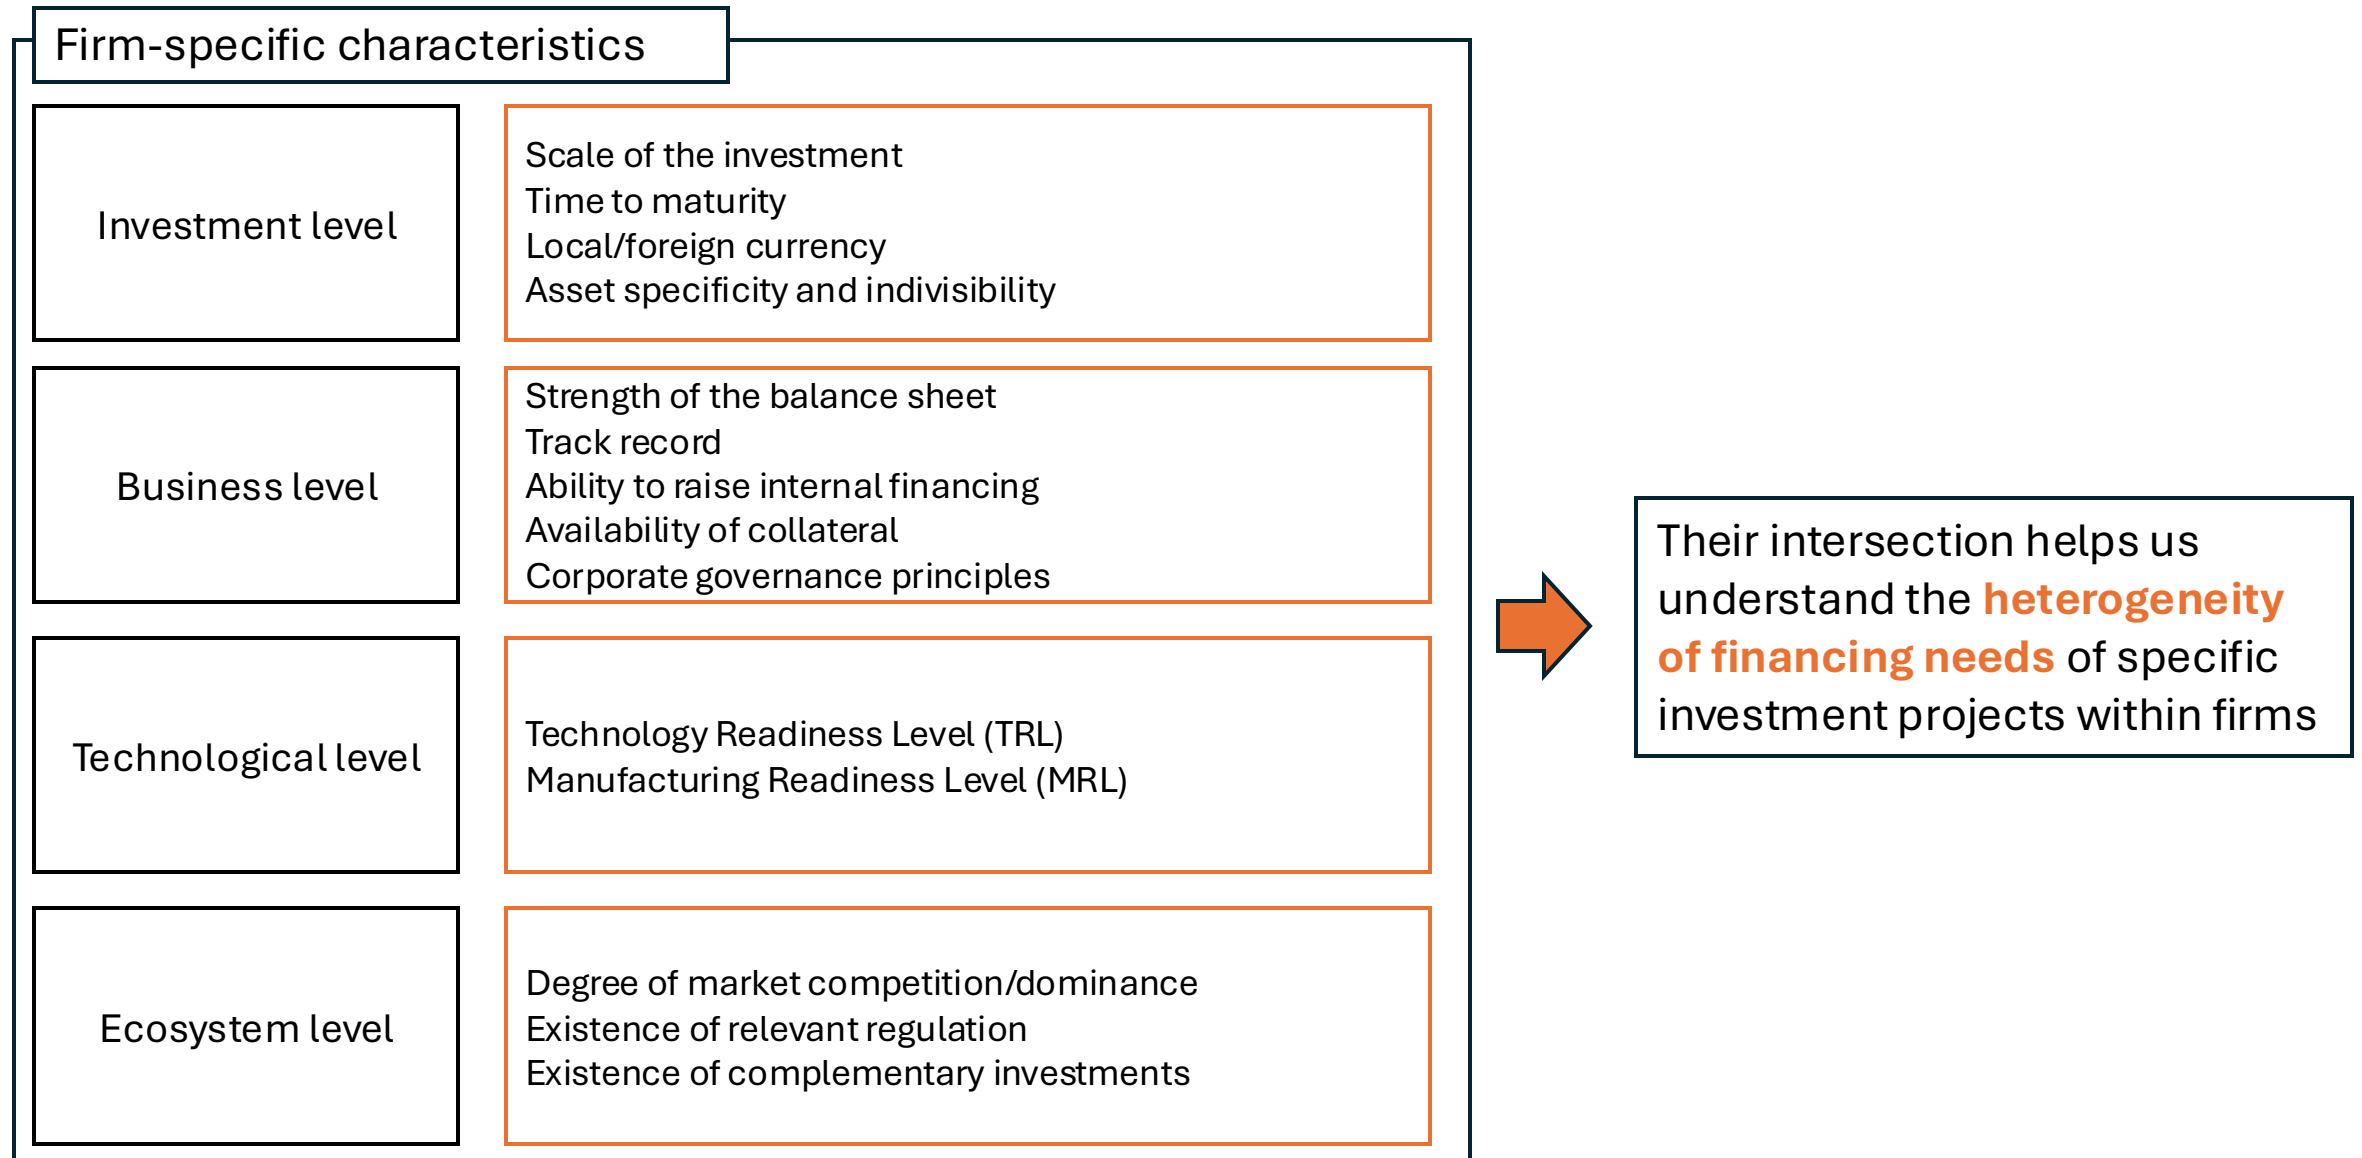 Firm-specific characteristics
Investment level
Scale of the investment
Time to maturity
Local/foreign currency
Asset specificity and indivisibility
Business level
Strength of the balance sheet
Track record
Ability to raise internal financing
Availability of collateral
Corporate governance principles
Technological level
Technology Readiness Level (TRL)
Manufacturing Readiness Level (MRL)
Ecosystem level
Degree of market competition/dominance
Existence of relevant regulation
Existence of complementary investments
Their intersection helps us
understand the heterogeneity
of financing needs of specific
investment projects within firms